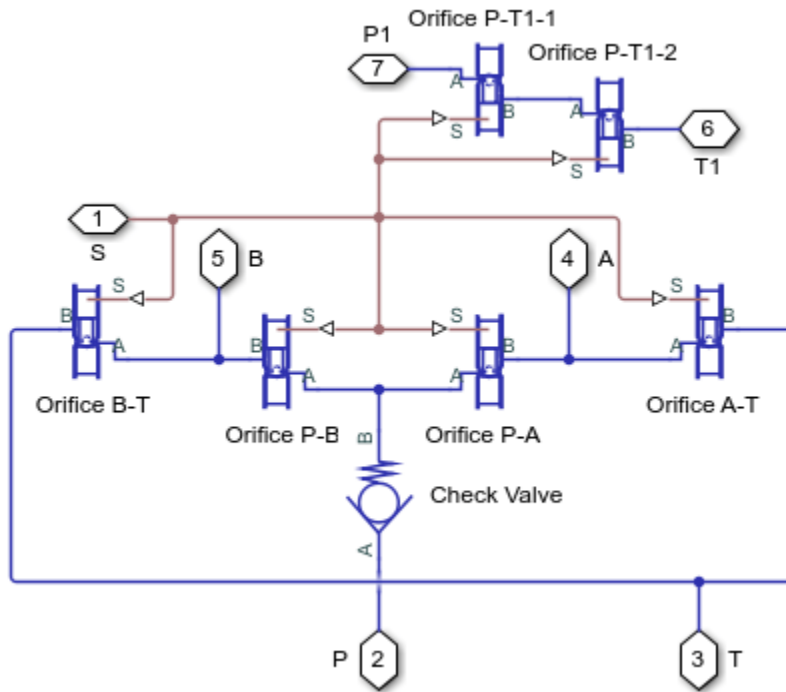 Orifice P-T1-1
P1
Orifice P-T1-2
7
A
B
A
S
B
6
S
T1
1
S
5
B
4
A
S
S
S
S
B
A
B
A
A
B
A
B
Orifice B-T
Orifice P-B
Orifice P-A
Orifice A-T
B
Check Valve
A
P
2
3
T